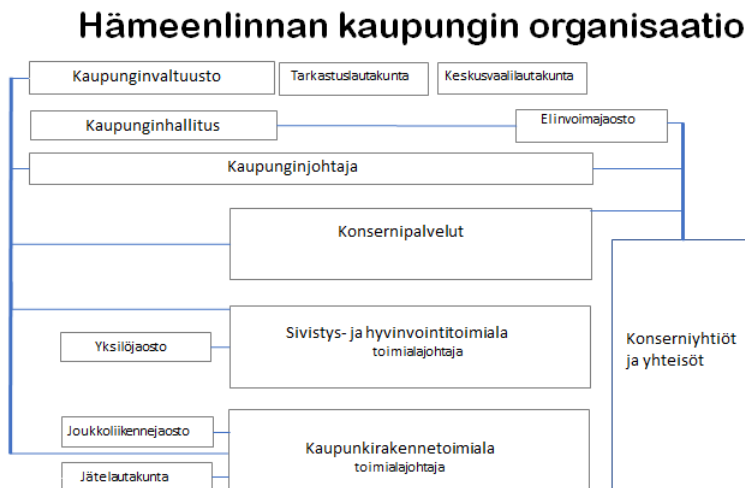 Hämeenlinnan kaupungin organisaatio
Kaupunginvaltuusto
Tarkastuslautakunta
Keskusvaalilautakunta
Kaupunginhallitus
Elinvoimajaosto
Kaupunginjohtaja
Konsernipalvelut
Sivistys- ja hyvinvointitoimiala
toimialajohtaja
Yksilöjaosto
Konserniyhtiöt
ja yhteisöt
Joukkoliikennejaosto
Kaupunkirakennetoimiala
toimialajohtaja
Jätelautakunta